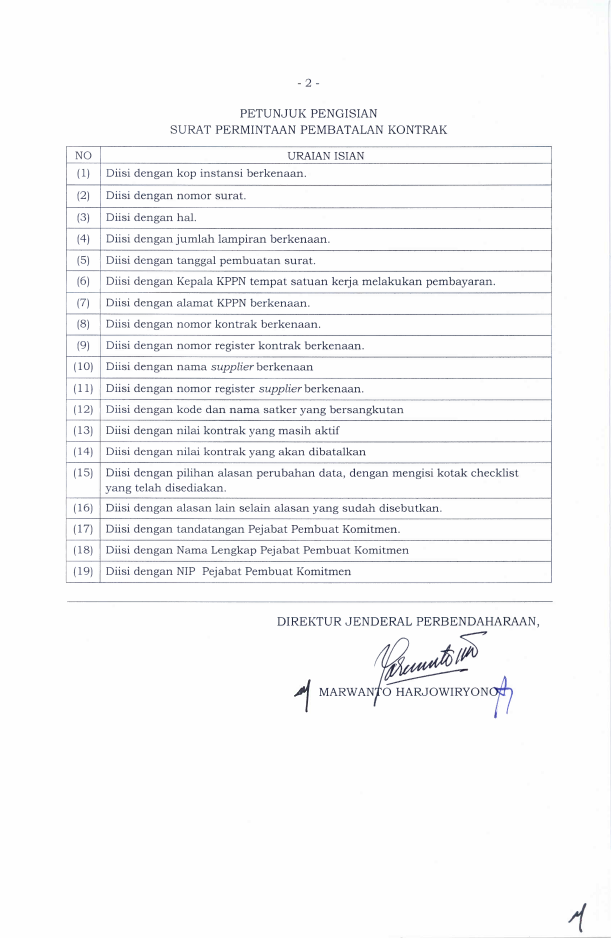 - 2 -
PETUNJUK PENGISIAN
SURAT PERMINTAAN PEMBATALAN KONTRAK
NO URAIAN ISIAN
(1) Diisi dengan kop instansi berkenaan.
(2) Diisi dengan nomor surat.
(3) Diisi dengan hal.
(4) Diisi dengan jumlah lampiran berkenaan.
(5) Diisi dengan tanggal pembuatan surat.
(6) Diisi dengan Kepala KPPN tempat satuan kerja melakukan pembayaran.
(7) Diisi dengan alamat KPPN berkenaan.
(8) Diisi dengan nomor kontrak berkenaan.
(9) Diisi dengan nomor register kontrak berkenaan.
(10) Diisi dengan nama supplier berkenaan
(11) Diisi dengan nomor register supplier berkenaan.
(12) Diisi dengan kode dan nama satker yang bersangkutan
(13) Diisi dengan nilai kontrak yang masih aktif
(14) Diisi dengan nilai kontrak yang akan dibatalkan
(15) Diisi dengan pilihan alasan perubahan data, dengan mengisi kotak checklist
yang telah disediakan.
(16) Diisi dengan alasan lain selain alasan yang sudah disebutkan.
(17) Diisi dengan tandatangan Pejabat Pembuat Komitmen.
(18) Diisi dengan Nama Lengkap Pejabat Pembuat Komitmen
(19) Diisi dengan NIP Pejabat Pembuat Komitmen
DIREKTUR JENDERAL PERBENDAHARAAN,
MARWANTO HARJOWIRYONO